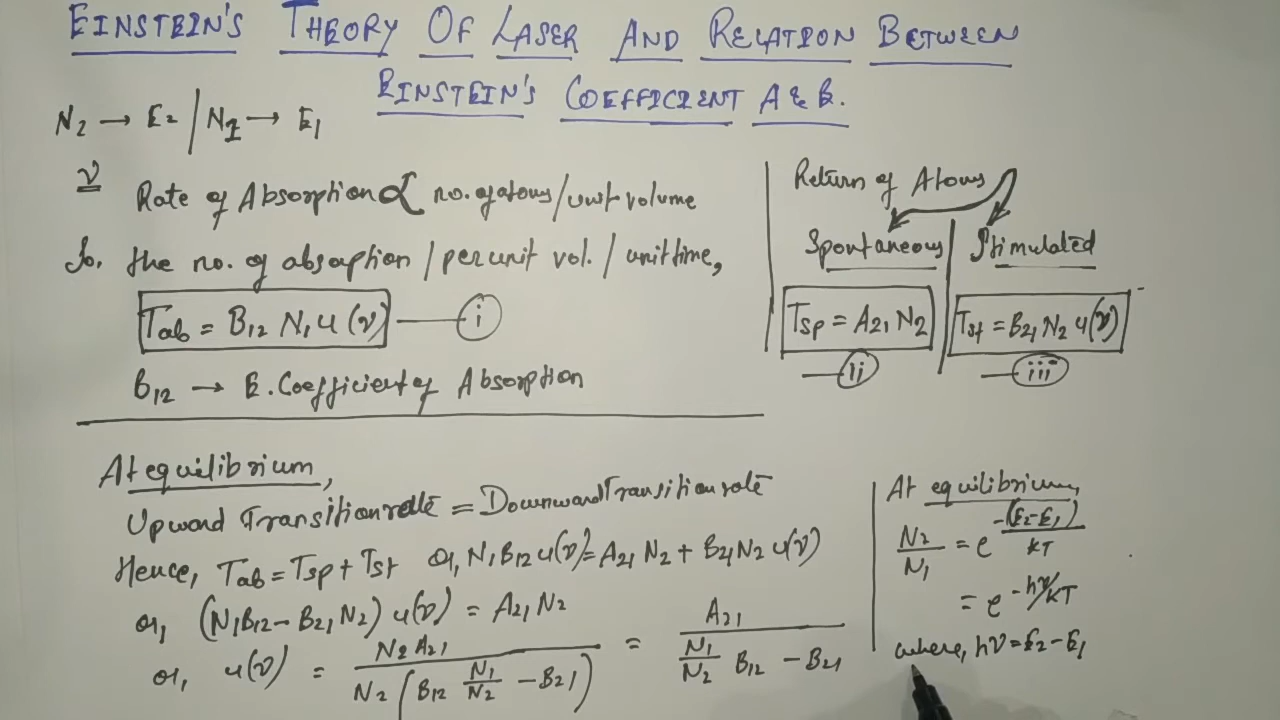 EINSTEIN'S THEORY OF LASER AND RELATION BETWEEN
EINSTEIN'S COEFFICIENT A & B.
N₂ → E₂ / N₁ → E₁
ν
Rate of Absorption ∝ no. of atoms/unit volume
So, the no. of absorption / per unit vol. / unit time,
Tab = B₁₂ N₁ u(ν) — i
B₁₂ → E. Coefficient of Absorption
Return of Atoms
Spontaneous
Stimulated
Tsp = A₂₁ N₂
— ii
Tst = B₂₁ N₂ u(ν)
— iii
At equilibrium,
Upward Transition rate = Downward Transition rate
Hence, Tab = Tsp + Tst or, N₁B₁₂ u(ν) = A₂₁ N₂ + B₂₁ N₂ u(ν)
or, (N₁B₁₂ - B₂₁ N₂) u(ν) = A₂₁ N₂
or, u(ν) = N₂ A₂₁ / N₂ (B₁₂ N₁/N₂ - B₂₁) = A₂₁ / N₁/N₂ B₁₂ - B₂₁
At equilibrium,
N₂/N₁ = e^-(E₂-E₁)/KT
= e^-hν/KT
where, hν = E₂ - E₁